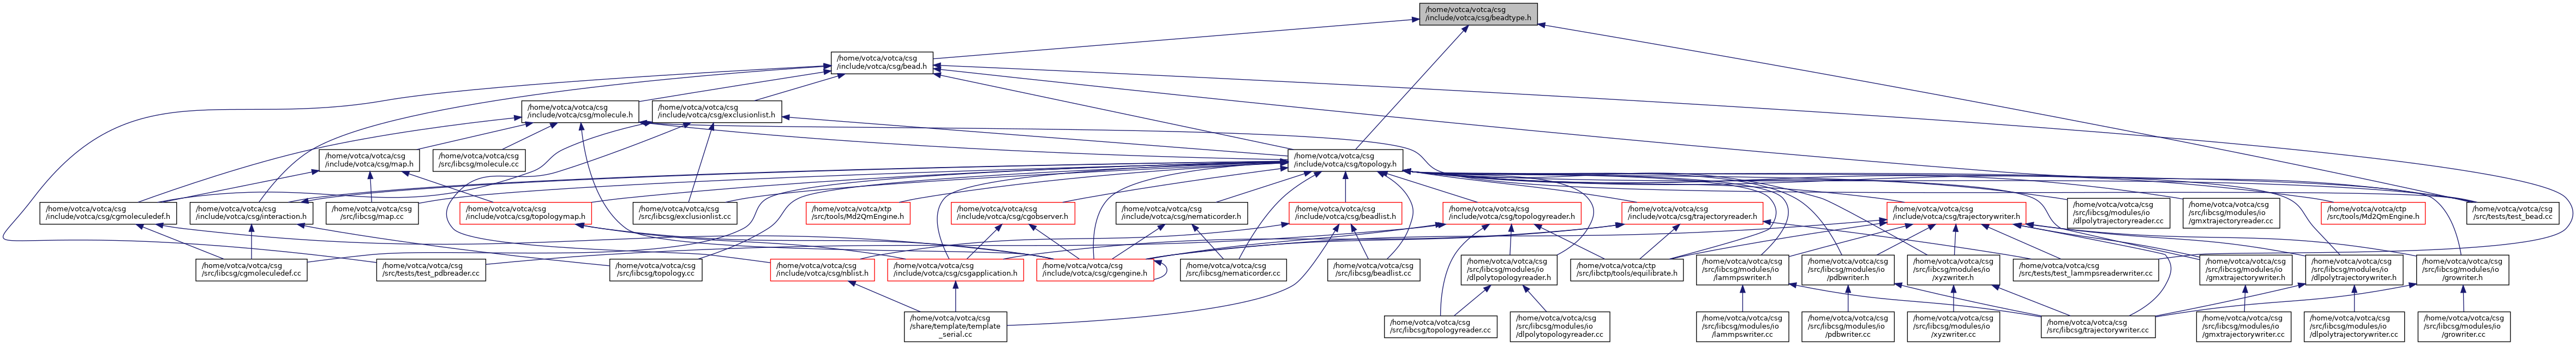 /home/votca/votca/csg
/include/votca/csg/beadtype.h
/home/votca/votca/csg
/include/votca/csg/bead.h
/home/votca/votca/csg
/include/votca/csg/molecule.h
/home/votca/votca/csg
/include/votca/csg/exclusionlist.h
/home/votca/votca/csg
/include/votca/csg/map.h
/home/votca/votca/csg
/src/libcsg/molecule.cc
/home/votca/votca/csg
/include/votca/csg/topology.h
/home/votca/votca/csg
/include/votca/csg/cgmoleculedef.h
/home/votca/votca/csg
/include/votca/csg/interaction.h
/home/votca/votca/csg
/src/libcsg/map.cc
/home/votca/votca/csg
/include/votca/csg/topologymap.h
/home/votca/votca/csg
/src/libcsg/exclusionlist.cc
/home/votca/votca/xtp
/src/tools/Md2QmEngine.h
/home/votca/votca/csg
/include/votca/csg/cgobserver.h
/home/votca/votca/csg
/include/votca/csg/nematicorder.h
/home/votca/votca/csg
/include/votca/csg/beadlist.h
/home/votca/votca/csg
/include/votca/csg/topologyreader.h
/home/votca/votca/csg
/include/votca/csg/trajectoryreader.h
/home/votca/votca/csg
/include/votca/csg/trajectorywriter.h
/home/votca/votca/csg
/src/libcsg/modules/io
/dlpolytrajectoryreader.cc
/home/votca/votca/csg
/src/libcsg/modules/io
/gmxtrajectoryreader.cc
/home/votca/votca/ctp
/src/tools/Md2QmEngine.h
/home/votca/votca/csg
/src/tests/test_bead.cc
/home/votca/votca/csg
/src/libcsg/cgmoleculedef.cc
/home/votca/votca/csg
/src/tests/test_pdbreader.cc
/home/votca/votca/csg
/src/libcsg/topology.cc
/home/votca/votca/csg
/include/votca/csg/nblist.h
/home/votca/votca/csg
/include/votca/csg/csgapplication.h
/home/votca/votca/csg
/include/votca/csg/cgengine.h
/home/votca/votca/csg
/src/libcsg/nematicorder.cc
/home/votca/votca/csg
/src/libcsg/beadlist.cc
/home/votca/votca/csg
/src/libcsg/modules/io
/dlpolytopologyreader.h
/home/votca/votca/ctp
/src/libctp/tools/equilibrate.h
/home/votca/votca/csg
/src/libcsg/modules/io
/lammpswriter.h
/home/votca/votca/csg
/src/libcsg/modules/io
/pdbwriter.h
/home/votca/votca/csg
/src/libcsg/modules/io
/xyzwriter.h
/home/votca/votca/csg
/src/tests/test_lammpsreaderwriter.cc
/home/votca/votca/csg
/src/libcsg/modules/io
/gmxtrajectorywriter.h
/home/votca/votca/csg
/src/libcsg/modules/io
/dlpolytrajectorywriter.h
/home/votca/votca/csg
/src/libcsg/modules/io
/growriter.h
/home/votca/votca/csg
/share/template/template
_serial.cc
/home/votca/votca/csg
/src/libcsg/topologyreader.cc
/home/votca/votca/csg
/src/libcsg/modules/io
/dlpolytopologyreader.cc
/home/votca/votca/csg
/src/libcsg/modules/io
/lammpswriter.cc
/home/votca/votca/csg
/src/libcsg/modules/io
/pdbwriter.cc
/home/votca/votca/csg
/src/libcsg/modules/io
/xyzwriter.cc
/home/votca/votca/csg
/src/libcsg/trajectorywriter.cc
/home/votca/votca/csg
/src/libcsg/modules/io
/gmxtrajectorywriter.cc
/home/votca/votca/csg
/src/libcsg/modules/io
/dlpolytrajectorywriter.cc
/home/votca/votca/csg
/src/libcsg/modules/io
/growriter.cc